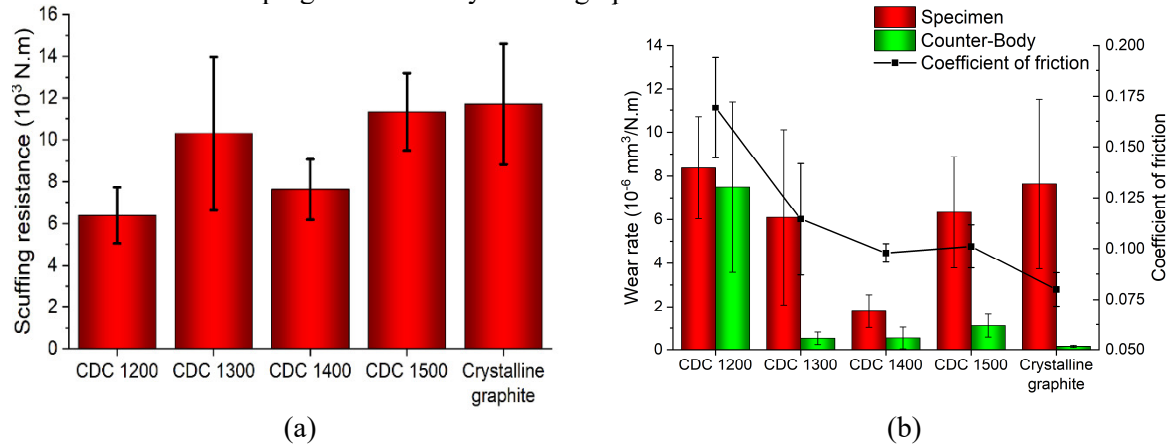 Scuffing resistance (10³ N.m)
16
14
12
10
8
6
4
2
0
CDC 1200
CDC 1300
CDC 1400
CDC 1500
Crystalline
graphite
(a)
Specimen
Counter-Body
Coefficient of friction
Wear rate (10⁻⁶ mm³/N.m)
14
12
10
8
6
4
2
0
CDC 1200
CDC 1300
CDC 1400
CDC 1500
Crystalline
graphite
0.200
0.175
0.150
0.125
0.100
0.075
0.050
Coefficient of friction
(b)